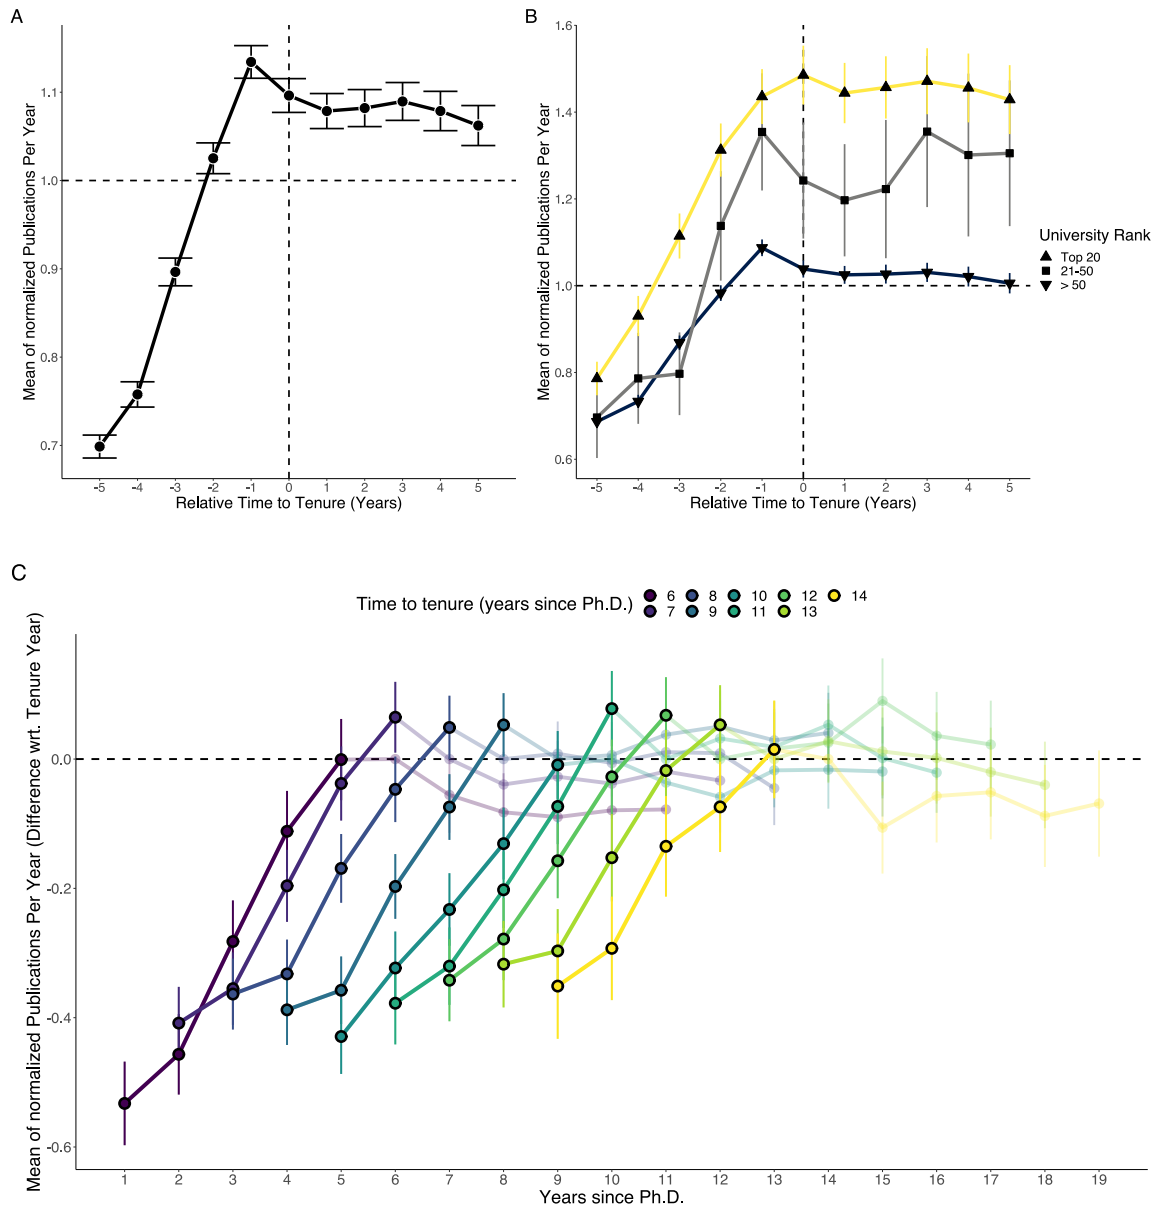 A
Mean of normalized Publications Per Year
1.1
1.0
0.9
0.8
0.7
-5 -4 -3 -2 -1 0 1 2 3 4 5
Relative Time to Tenure (Years)
B
Mean of normalized Publications Per Year
1.6
1.4
1.2
1.0
0.8
0.6
-5 -4 -3 -2 -1 0 1 2 3 4 5
Relative Time to Tenure (Years)
University Rank
Top 20
21-50
> 50
C
Time to tenure (years since Ph.D.)
6 8 10 12 14
7 9 11 13
Mean of normalized Publications Per Year (Difference wrt. Tenure Year)
0.0
-0.2
-0.4
-0.6
1 2 3 4 5 6 7 8 9 10 11 12 13 14 15 16 17 18 19
Years since Ph.D.